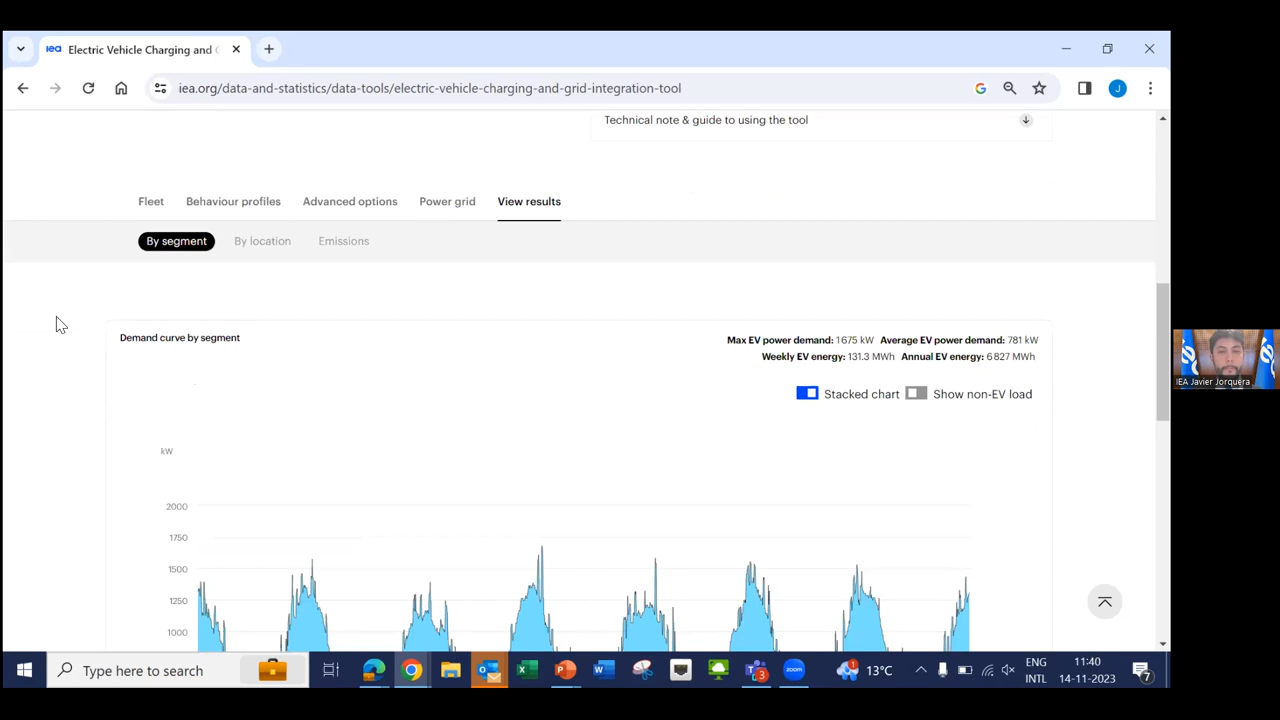 iea Electric Vehicle Charging and G
iea.org/data-and-statistics/data-tools/electric-vehicle-charging-and-grid-integration-tool
J
Technical note & guide to using the tool
Fleet Behaviour profiles Advanced options Power grid View results
By segment By location Emissions
Demand curve by segment
Max EV power demand: 1 675 kW Average EV power demand: 781 kW
Weekly EV energy: 131.3 MWh Annual EV energy: 6 827 MWh
Stacked chart Show non-EV load
kW
2000
1750
1500
1250
1000
IEA Javier Jorquera
Type here to search
zoom
3
1
13°C
ENG
INTL
11:40
14-11-2023
7